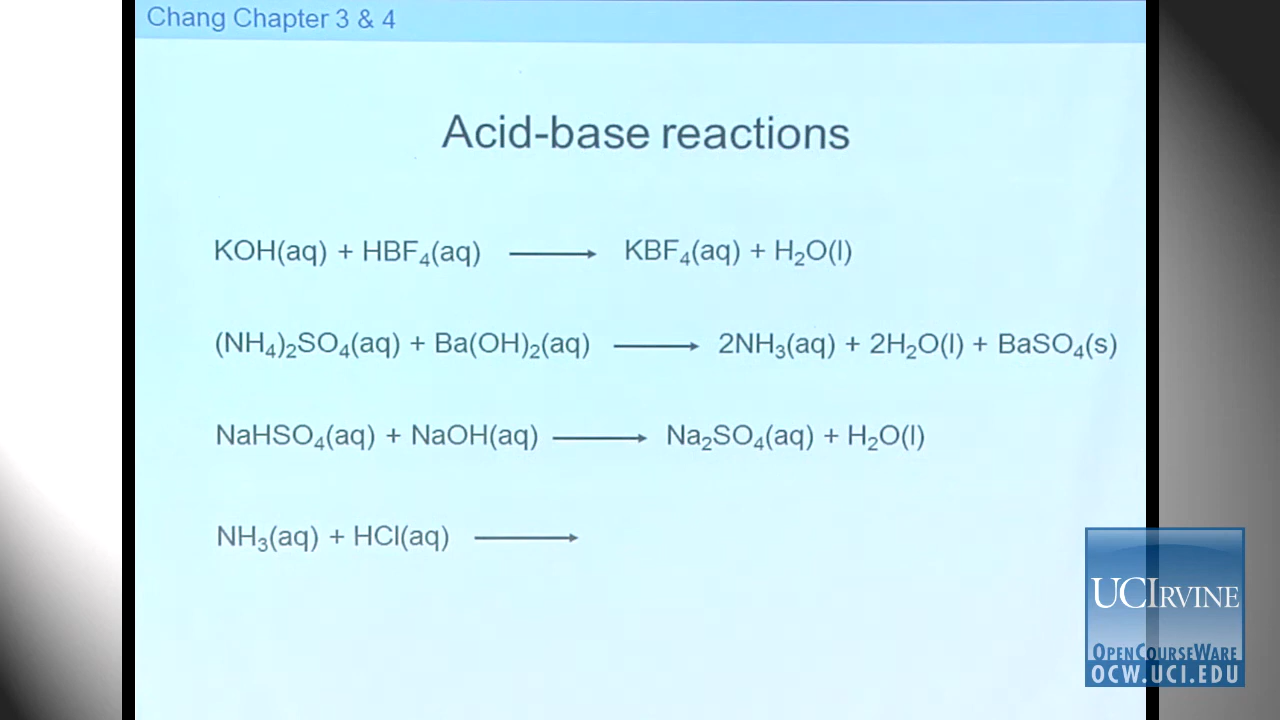 Chang Chapter 3 & 4
Acid-base reactions
KOH(aq) + HBF₄(aq) ⟶ KBF₄(aq) + H₂O(l)
(NH₄)₂SO₄(aq) + Ba(OH)₂(aq) ⟶ 2NH₃(aq) + 2H₂O(l) + BaSO₄(s)
NaHSO₄(aq) + NaOH(aq) ⟶ Na₂SO₄(aq) + H₂O(l)
NH₃(aq) + HCl(aq) ⟶
UCIRVINE
OPENCOURSEWARE
OCW.UCI.EDU